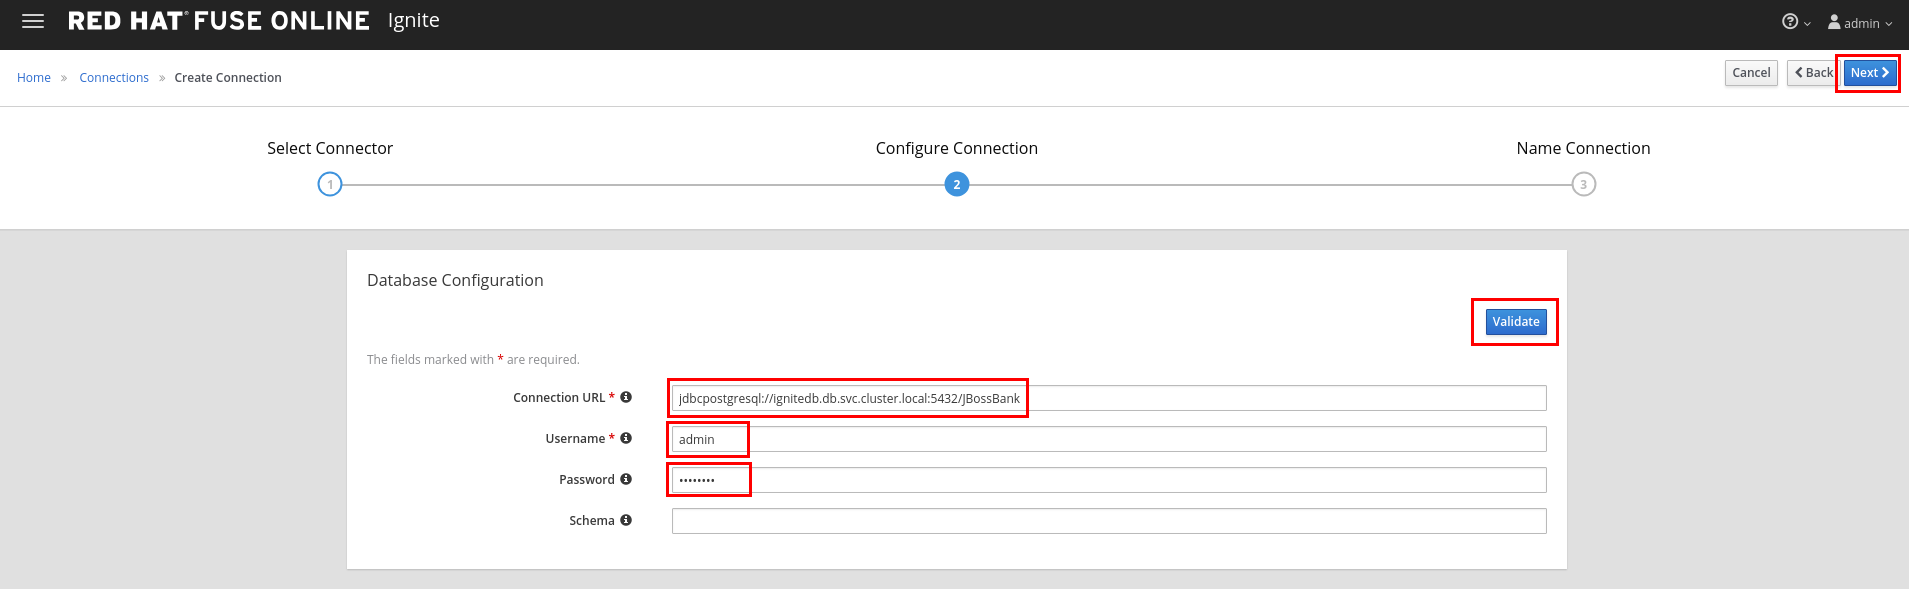 RED HAT® FUSE ONLINE Ignite
admin
Home » Connections » Create Connection
Cancel Back Next
Select Connector Configure Connection Name Connection
1 2 3
Database Configuration
Validate
The fields marked with * are required.
Connection URL * jdbcpostgresql://ignitedb.db.svc.cluster.local:5432/JBossBank
Username * admin
Password ••••••••
Schema